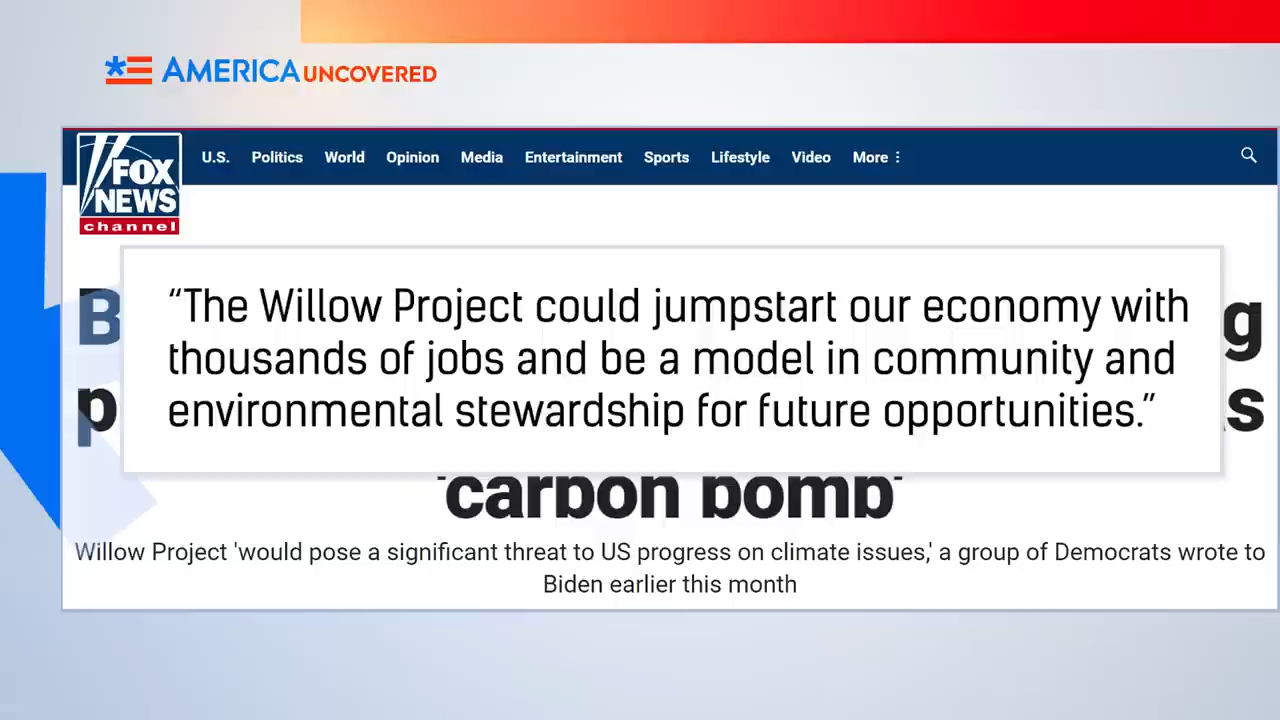 AMERICA UNCOVERED
FOX NEWS channel
U.S. Politics World Opinion Media Entertainment Sports Lifestyle Video More
“The Willow Project could jumpstart our economy with
thousands of jobs and be a model in community and
environmental stewardship for future opportunities.”
'carbon bomb'
Willow Project 'would pose a significant threat to US progress on climate issues,' a group of Democrats wrote to
Biden earlier this month